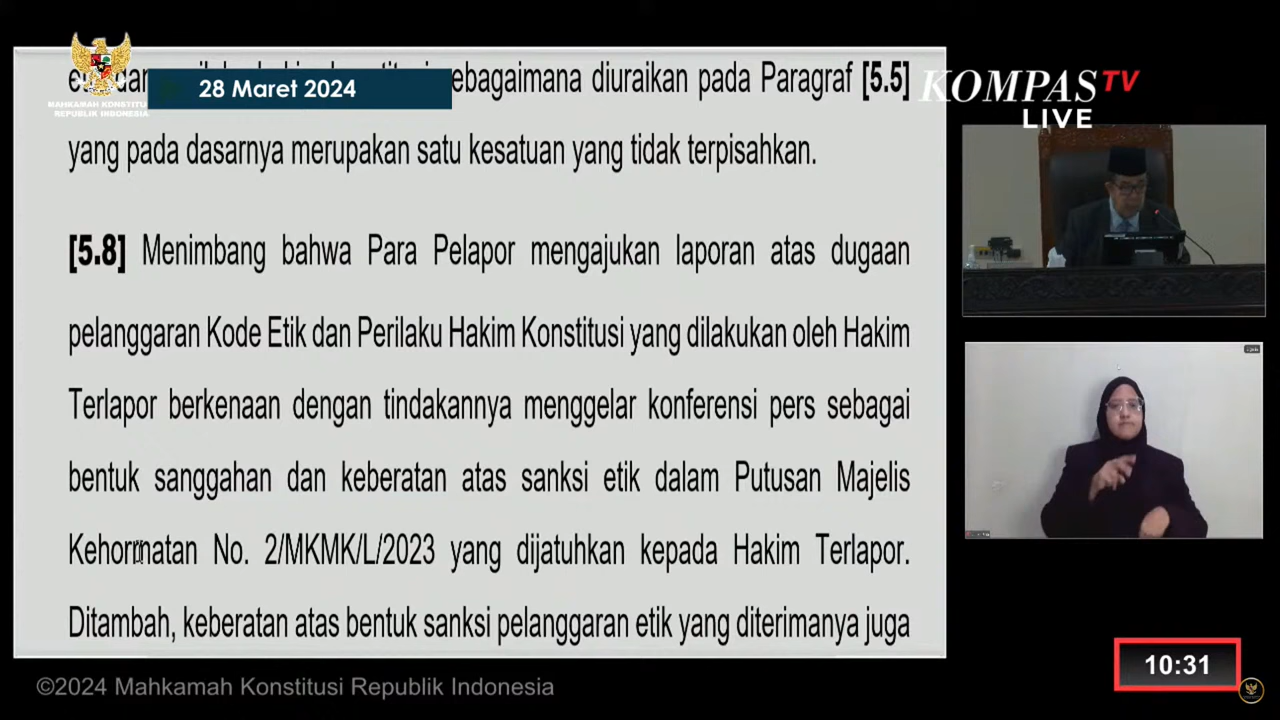 sebagaimana diuraikan pada Paragraf [5.5]
yang pada dasarnya merupakan satu kesatuan yang tidak terpisahkan.
[5.8] Menimbang bahwa Para Pelapor mengajukan laporan atas dugaan
pelanggaran Kode Etik dan Perilaku Hakim Konstitusi yang dilakukan oleh Hakim
Terlapor berkenaan dengan tindakannya menggelar konferensi pers sebagai
bentuk sanggahan dan keberatan atas sanksi etik dalam Putusan Majelis
Kehormatan No. 2/MKMK/L/2023 yang dijatuhkan kepada Hakim Terlapor.
Ditambah, keberatan atas bentuk sanksi pelanggaran etik yang diterimanya juga
28 Maret 2024
MAHKAMAH KONSTITUSI
REPUBLIK INDONESIA
KOMPAS TV
LIVE
10:31
©2024 Mahkamah Konstitusi Republik Indonesia